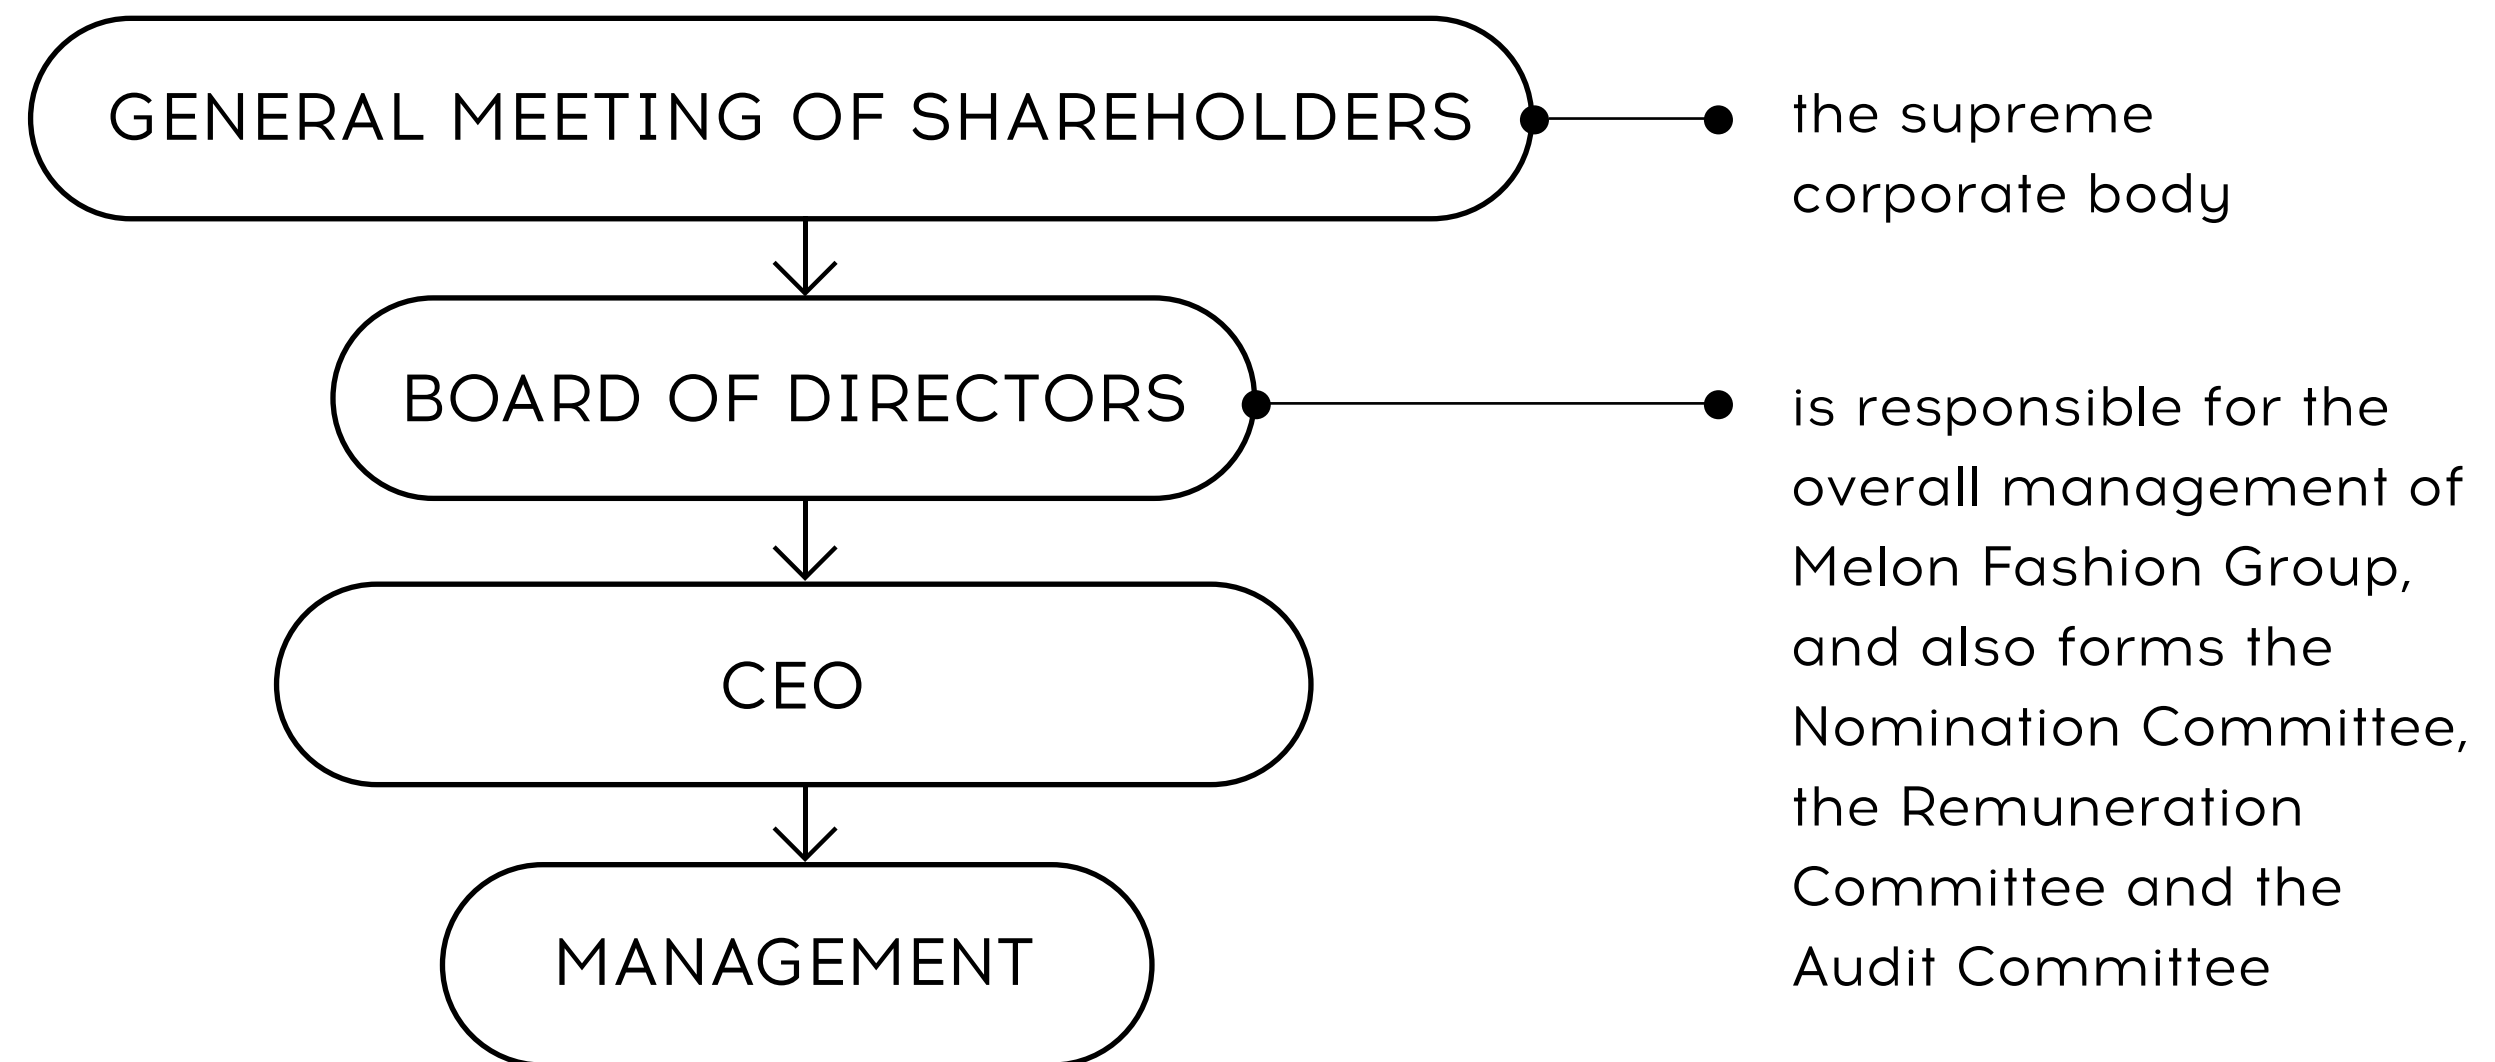 GENERAL MEETING OF SHAREHOLDERS
the supreme
corporate body
BOARD OF DIRECTORS
is responsible for the
overall management of
Melon Fashion Group,
and also forms the
Nomination Committee,
the Remuneration
Committee and the
Audit Committee
CEO
MANAGEMENT